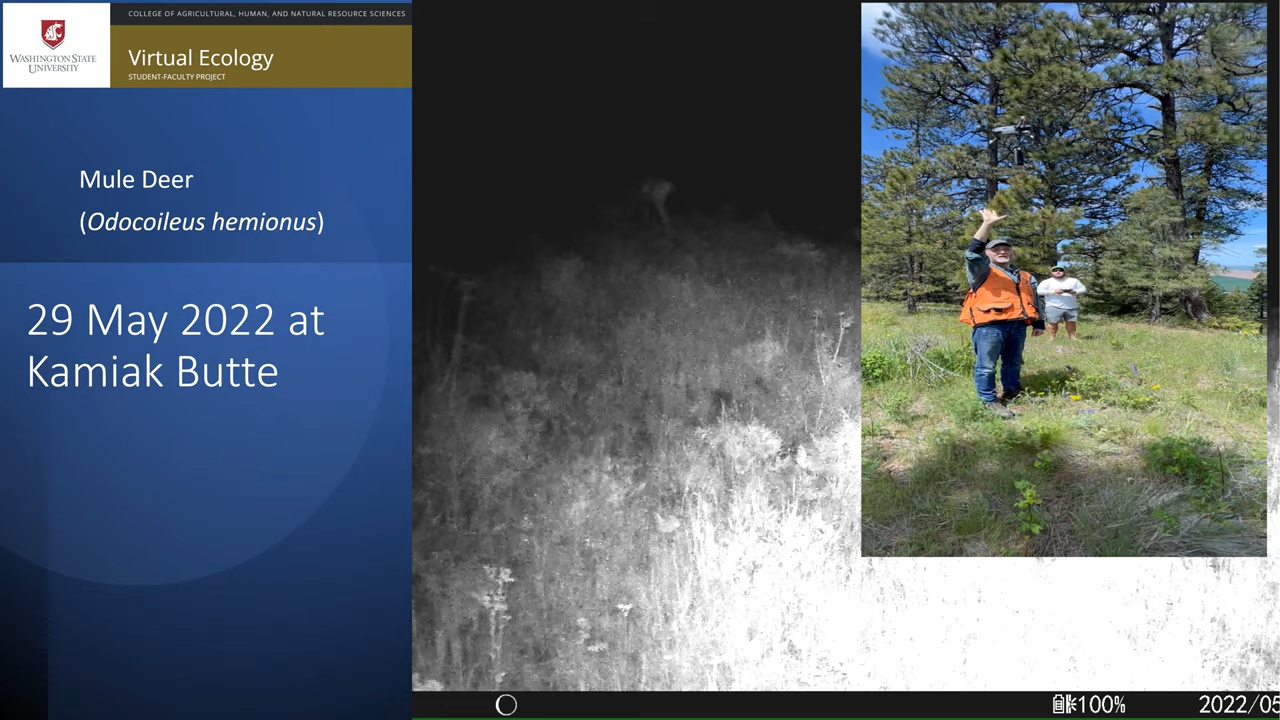 COLLEGE OF AGRICULTURAL, HUMAN, AND NATURAL RESOURCE SCIENCES
WASHINGTON STATE
UNIVERSITY
Virtual Ecology
STUDENT-FACULTY PROJECT
Mule Deer
(Odocoileus hemionus)
29 May 2022 at
Kamiak Butte
100%
2022/05